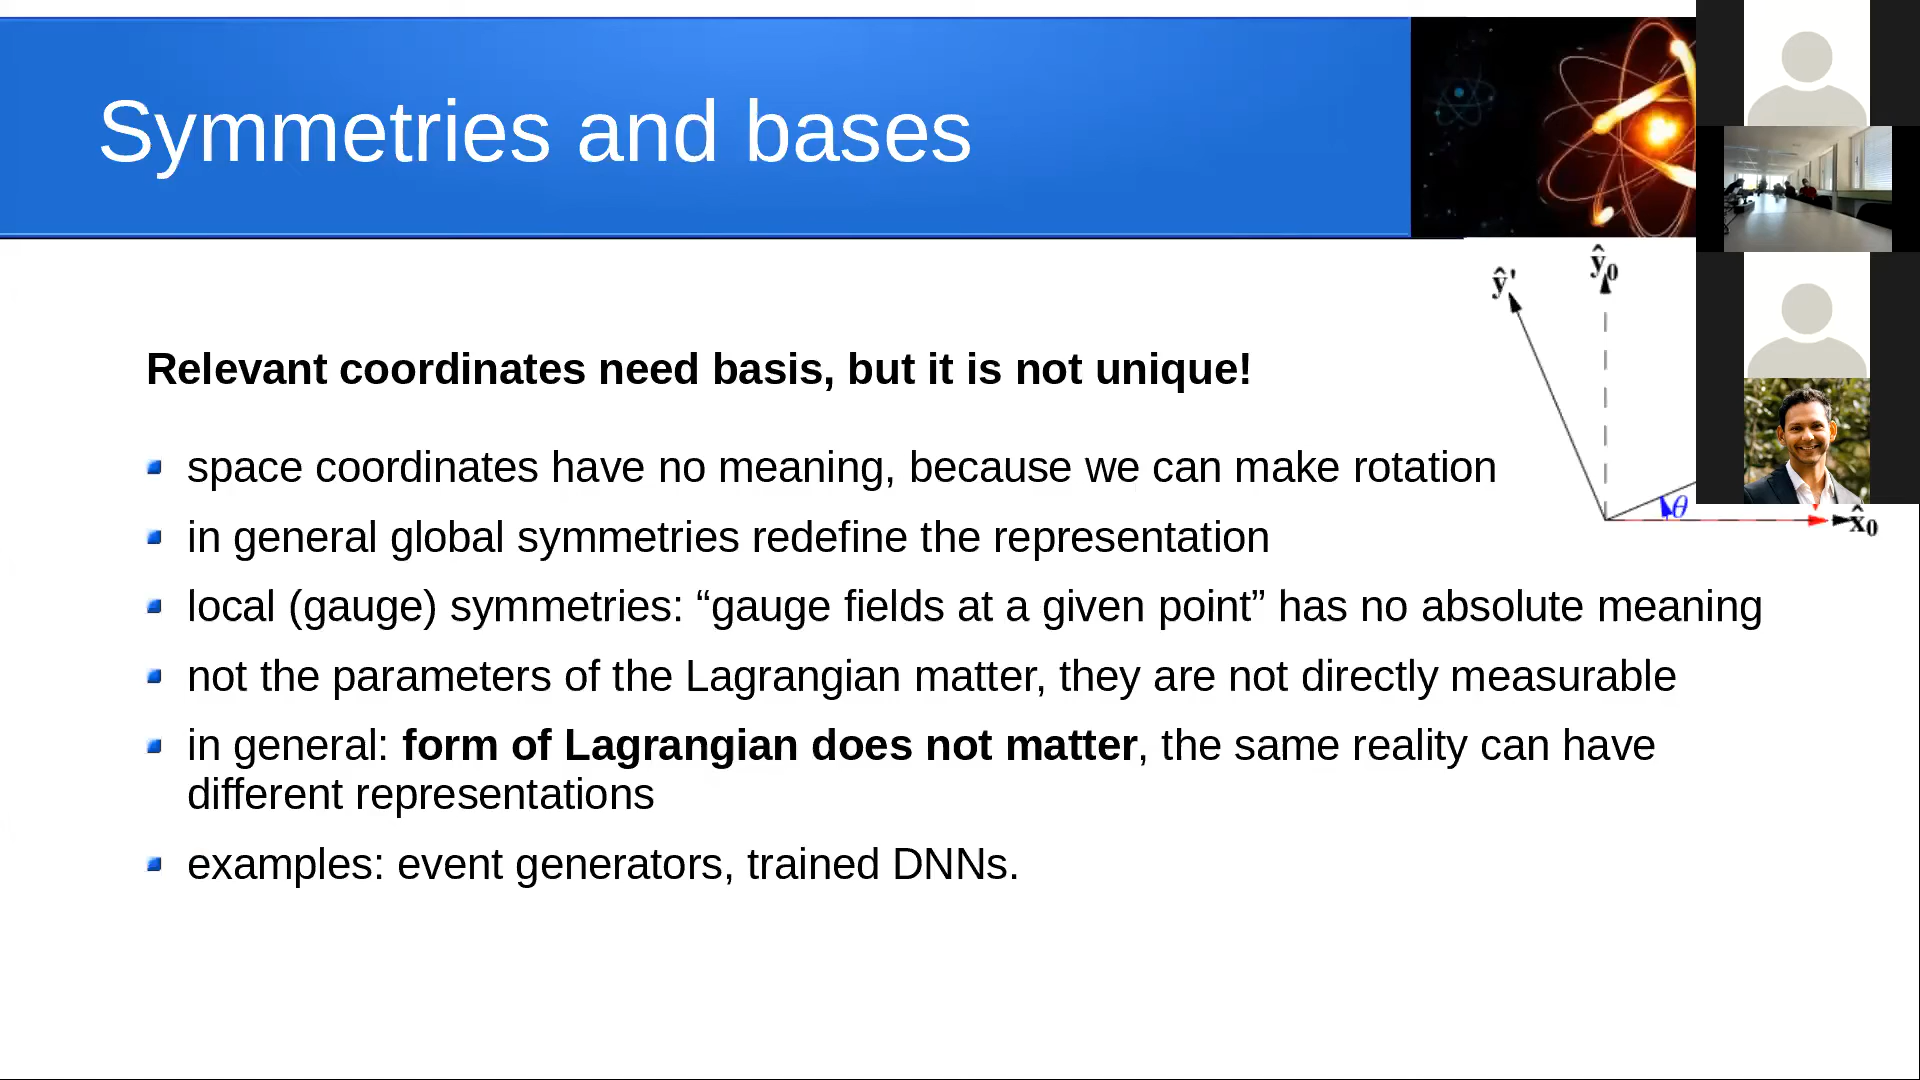 Symmetries and bases
ŷ'
ŷ₀
Relevant coordinates need basis, but it is not unique!
space coordinates have no meaning, because we can make rotation
θ
x̂₀
in general global symmetries redefine the representation
local (gauge) symmetries: “gauge fields at a given point” has no absolute meaning
not the parameters of the Lagrangian matter, they are not directly measurable
in general: form of Lagrangian does not matter, the same reality can have
different representations
examples: event generators, trained DNNs.